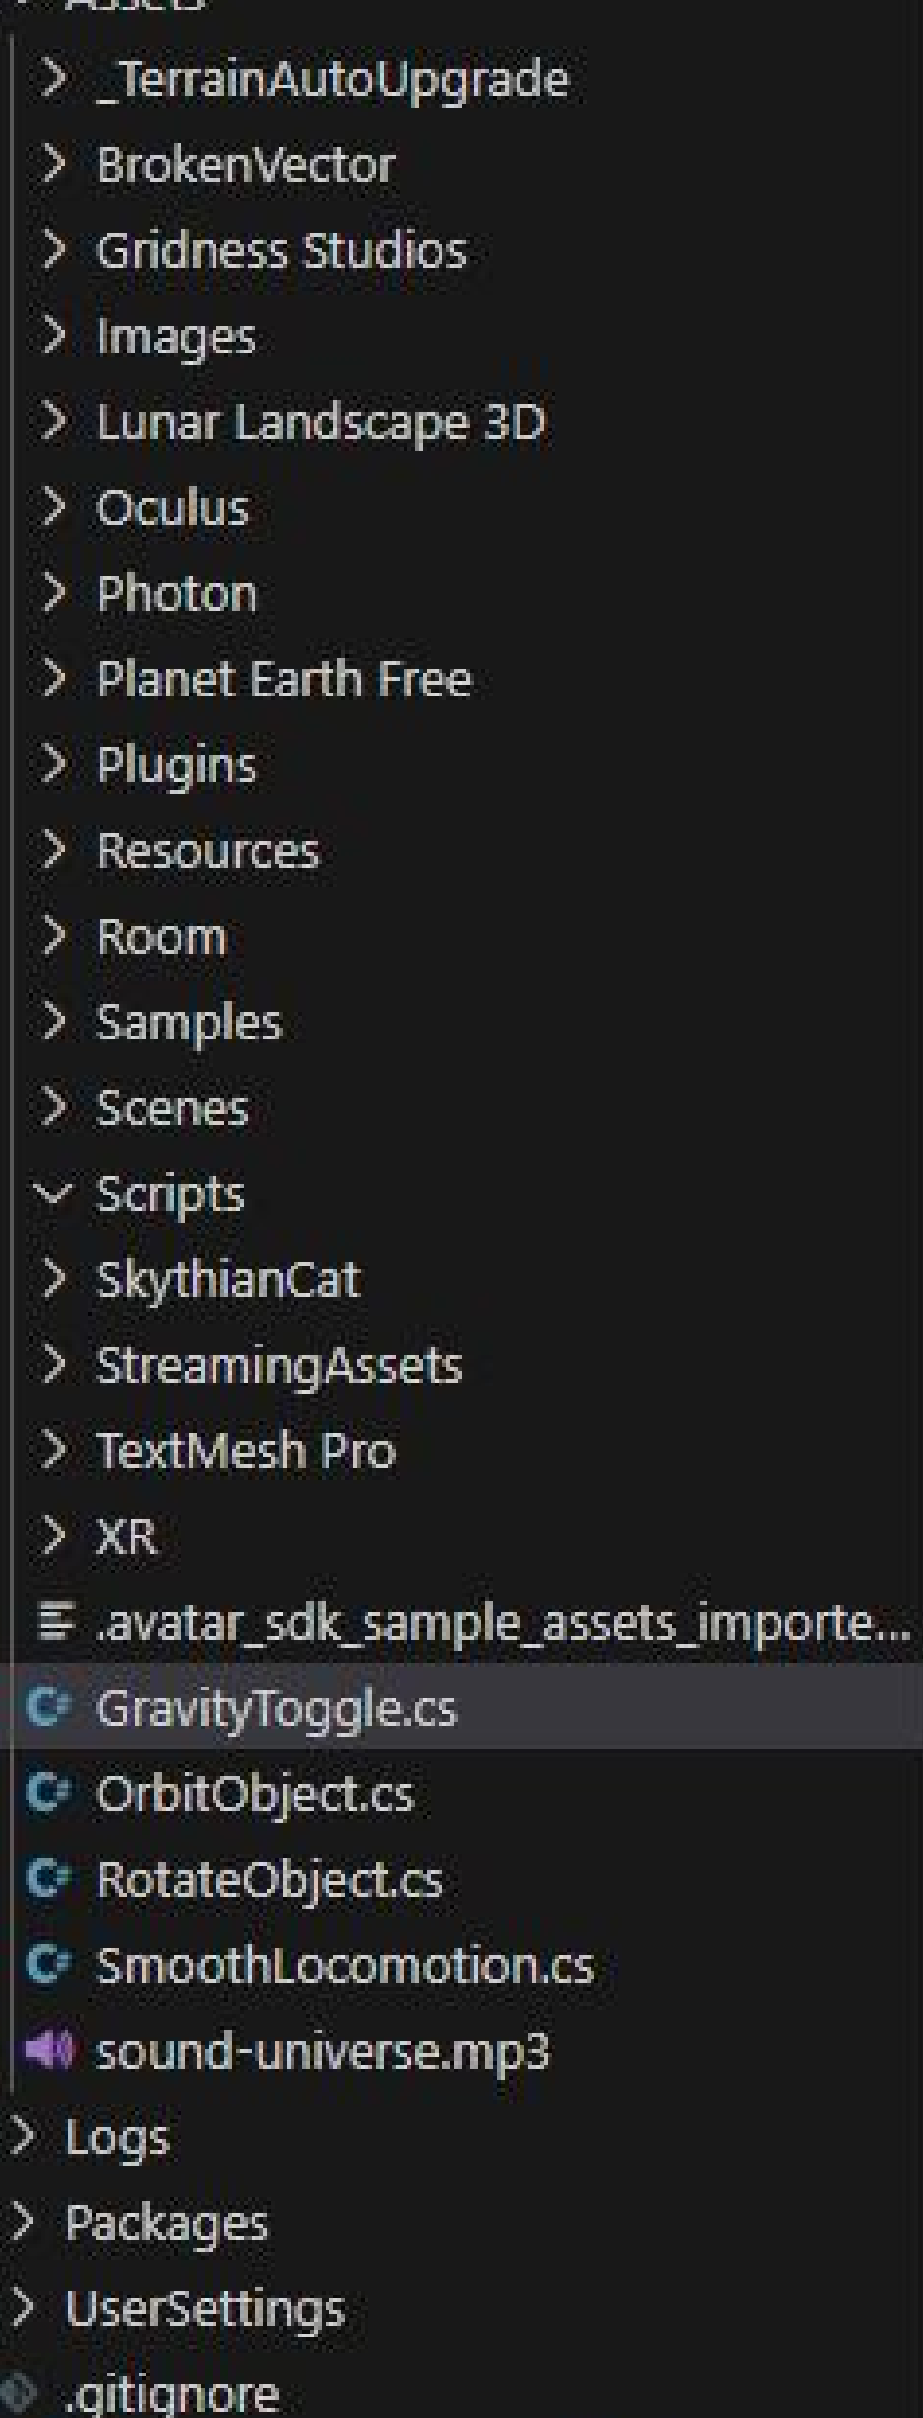 Assets
_TerrainAutoUpgrade
BrokenVector
Gridness Studios
Images
Lunar Landscape 3D
Oculus
Photon
Planet Earth Free
Plugins
Resources
Room
Samples
Scenes
Scripts
SkythianCat
StreamingAssets
TextMesh Pro
XR
.avatar_sdk_sample_assets_importe...
GravityToggle.cs
OrbitObject.cs
RotateObject.cs
SmoothLocomotion.cs
sound-universe.mp3
Logs
Packages
UserSettings
.gitignore